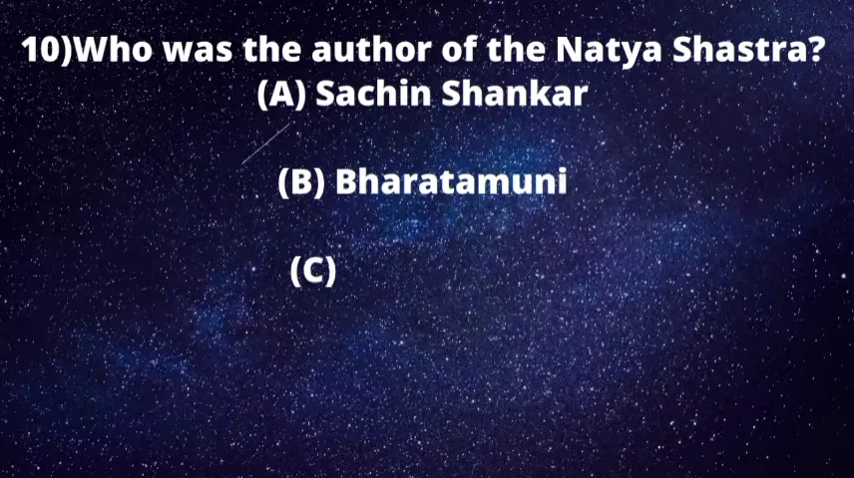 10)Who was the author of the Natya Shastra?
(A) Sachin Shankar
(B) Bharatamuni
(C)